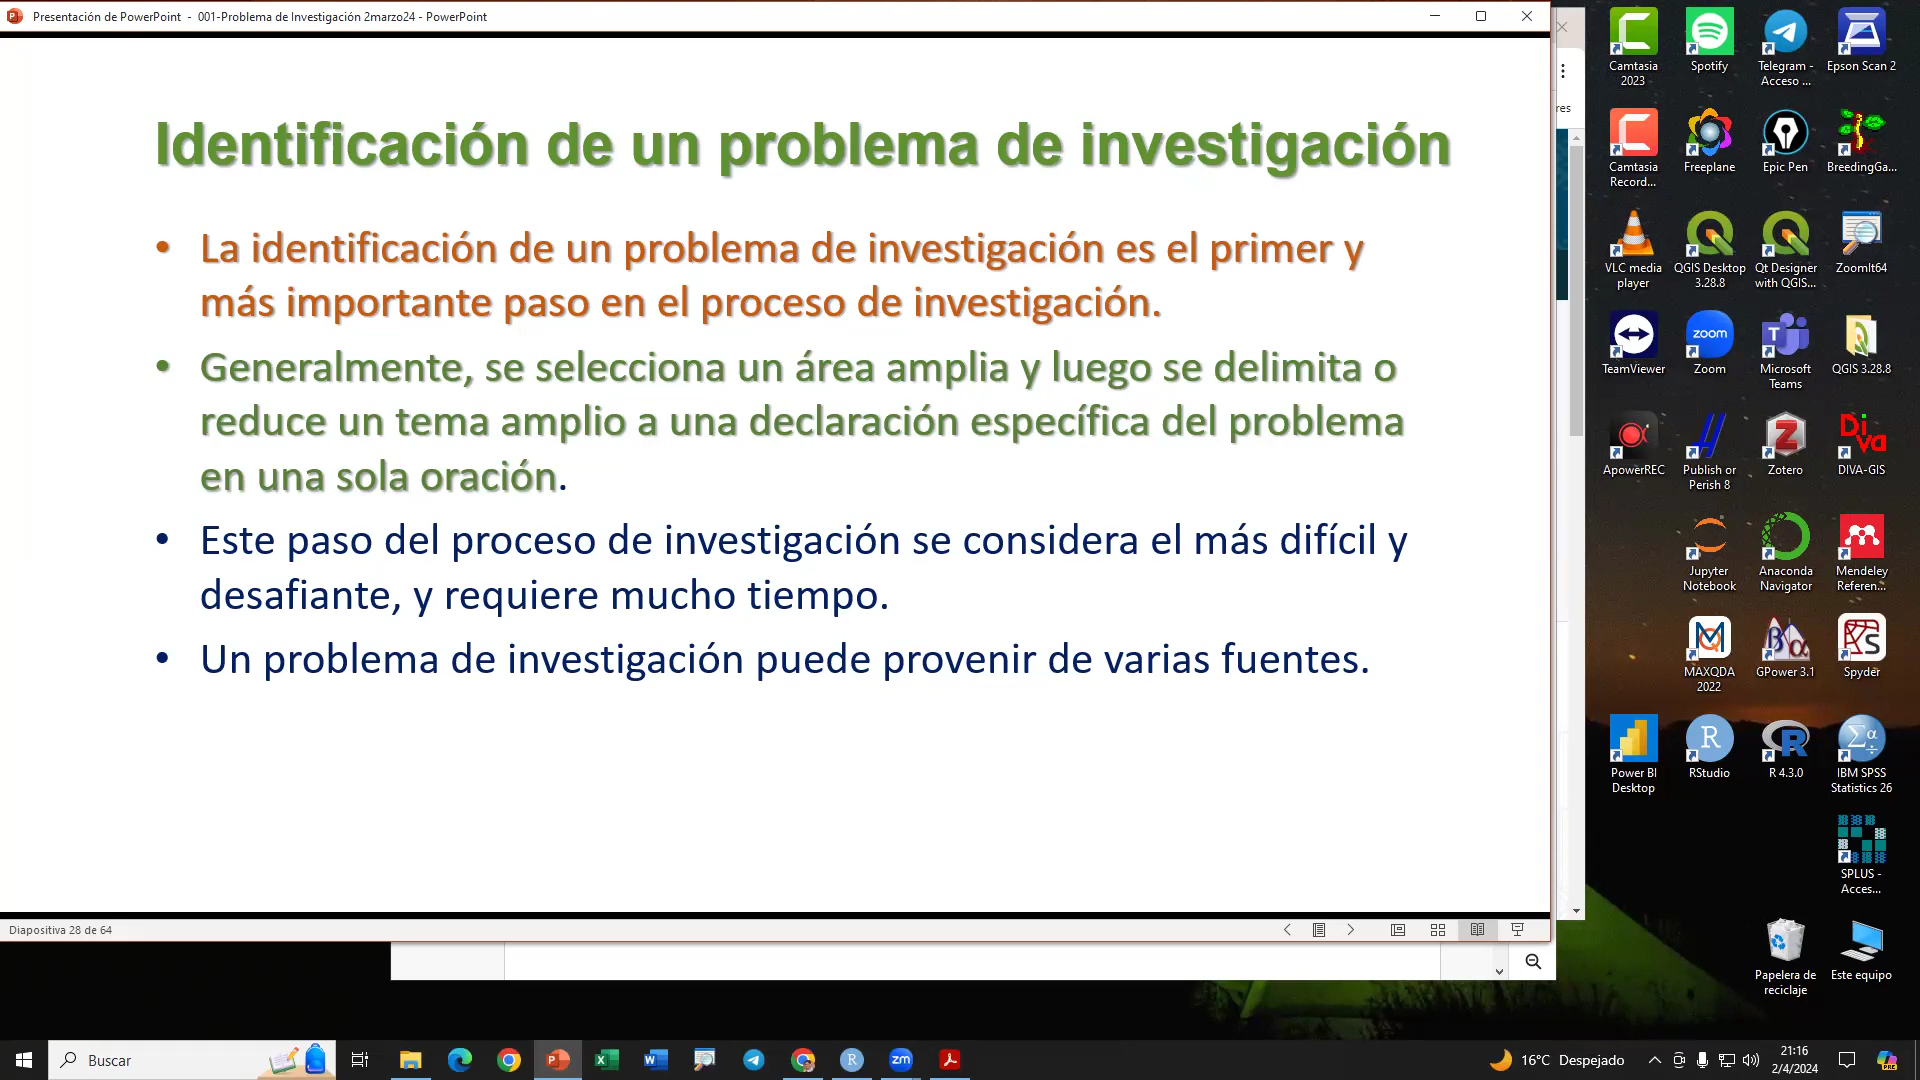 Presentación de PowerPoint - 001-Problema de Investigación 2marzo24 - PowerPoint
Identificación de un problema de investigación
• La identificación de un problema de investigación es el primer y
más importante paso en el proceso de investigación.
• Generalmente, se selecciona un área amplia y luego se delimita o
reduce un tema amplio a una declaración específica del problema
en una sola oración.
• Este paso del proceso de investigación se considera el más difícil y
desafiante, y requiere mucho tiempo.
• Un problema de investigación puede provenir de varias fuentes.
Diapositiva 28 de 64
res
Camtasia
2023
Spotify
Telegram -
Acceso ...
Epson Scan 2
Camtasia
Record...
Freeplane
Epic Pen
BreedingGa...
VLC media
player
QGIS Desktop
3.28.8
Qt Designer
with QGIS...
ZoomIt64
TeamViewer
zoom
Zoom
Microsoft
Teams
QGIS 3.28.8
ApowerREC
Publish or
Perish 8
Zotero
Diva
DIVA-GIS
Jupyter
Notebook
Anaconda
Navigator
Mendeley
Referen...
MAXQDA
2022
GPower 3.1
Spyder
Power BI
Desktop
RStudio
R 4.3.0
IBM SPSS
Statistics 26
SPLUS -
Acces...
Papelera de
reciclaje
Este equipo
Buscar
zm
16°C Despejado
21:16
2/4/2024